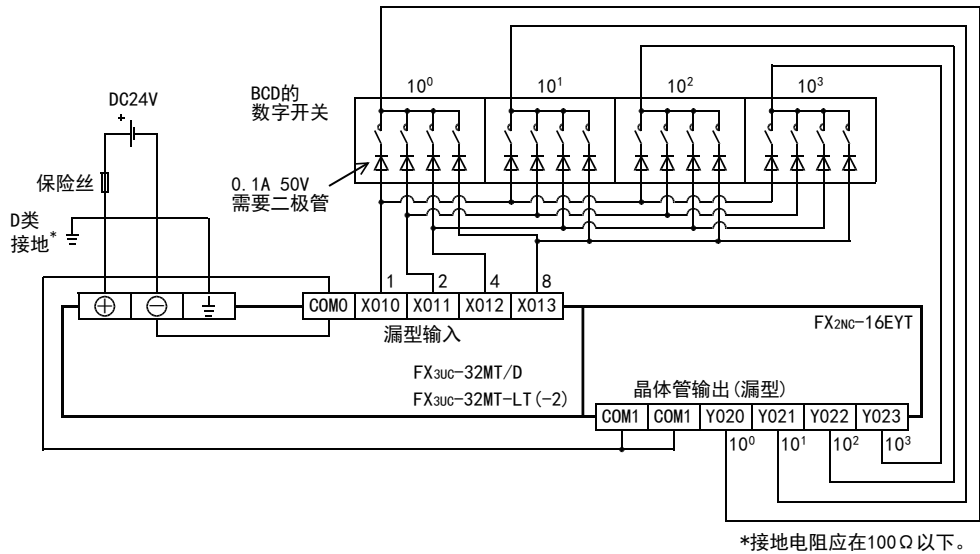 10⁰ 10¹ 10² 10³
BCD的
数字开关
DC24V
+
保险丝
0.1A 50V
需要二极管
D类
接地*
1 2 4 8
COM0 X010 X011 X012 X013
漏型输入
FX2NC-16EYT
FX3UC-32MT/D
FX3UC-32MT-LT(-2)
晶体管输出(漏型)
COM1 COM1 Y020 Y021 Y022 Y023
10⁰ 10¹ 10² 10³
*接地电阻应在100Ω以下。